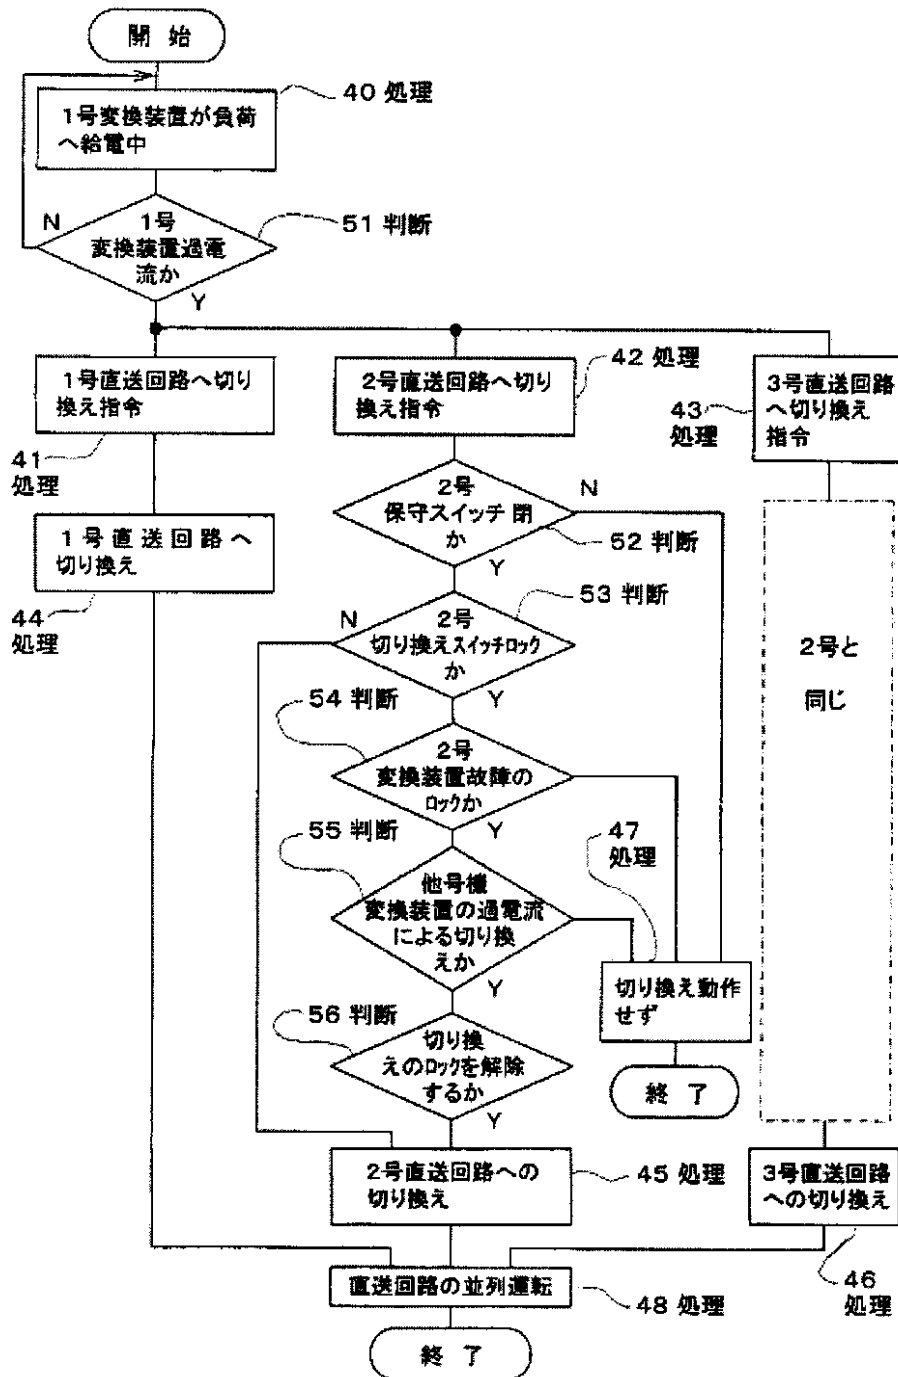 開 始
40 処理
1号変換装置が負荷
へ給電中
N
1号
変換装置過電
流か
51 判断
Y
1号直送回路へ切り
換え指令
41
処理
2号直送回路へ切り
換え指令
42 処理
3号直送回路
へ切り換え
指令
43
処理
1号直送回路へ
切り換え
44
処理
2号
保守スイッチ 閉
か
N
52 判断
Y
53 判断
N
2号
切り換えスイッチロック
か
Y
54 判断
2号
変換装置故障の
ロックか
Y
55 判断
47
処理
他号機
変換装置の過電流
による切り換
えか
Y
切り換え動作
せず
終 了
56 判断
切り換
えのロックを解除
するか
Y
2号と
同じ
2号直送回路への
切り換え
45 処理
3号直送回路
への切り換え
46
処理
直送回路の並列運転
48 処理
終 了